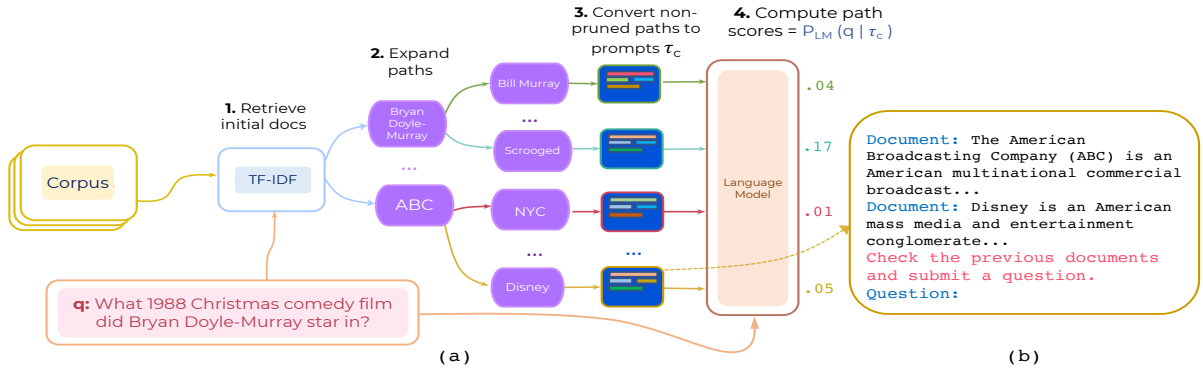 1. Retrieve
initial docs
2. Expand
paths
3. Convert non-
pruned paths to
prompts τc
4. Compute path
scores = PLM (q | τc)
Corpus
TF-IDF
Bryan
Doyle-
Murray
...
ABC
Bill Murray
...
Scrooged
NYC
...
Disney
...
Language
Model
.04
.17
.01
.05
q: What 1988 Christmas comedy film
did Bryan Doyle-Murray star in?
(a)
Document: The American
Broadcasting Company (ABC) is an
American multinational commercial
broadcast...
Document: Disney is an American
mass media and entertainment
conglomerate...
Check the previous documents
and submit a question.
Question:
(b)